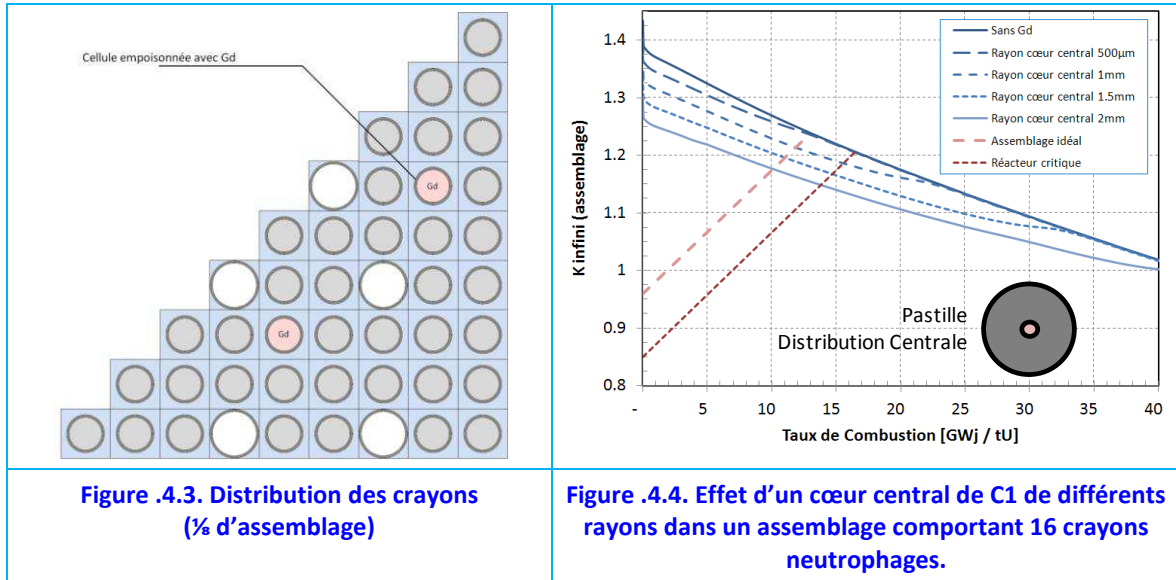 Cellule empoisonnée avec Gd
Gd
Gd
Figure .4.3. Distribution des crayons
(⅛ d’assemblage)
K infini (assemblage)
1.4
1.3
1.2
1.1
1
0.9
0.8
Sans Gd
Rayon cœur central 500μm
Rayon cœur central 1mm
Rayon cœur central 1.5mm
Rayon cœur central 2mm
Assemblage idéal
Réacteur critique
Pastille
Distribution Centrale
- 5 10 15 20 25 30 35 40
Taux de Combustion [GWj / tU]
Figure .4.4. Effet d’un cœur central de C1 de différents
rayons dans un assemblage comportant 16 crayons
neutrophages.